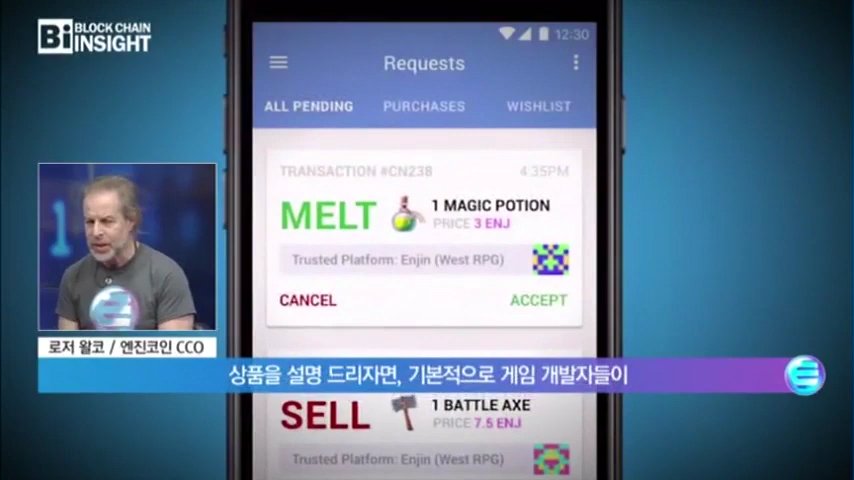 Bi BLOCK CHAIN
INSIGHT
12:30
Requests
ALL PENDING PURCHASES WISHLIST
TRANSACTION #CN238 4:35PM
MELT 1 MAGIC POTION
PRICE 3 ENJ
Trusted Platform: Enjin (West RPG)
CANCEL ACCEPT
로저 왈코 / 엔진코인 CCO
상품을 설명 드리자면, 기본적으로 게임 개발자들이
SELL 1 BATTLE AXE
PRICE 7.5 ENJ
Trusted Platform: Enjin (West RPG)